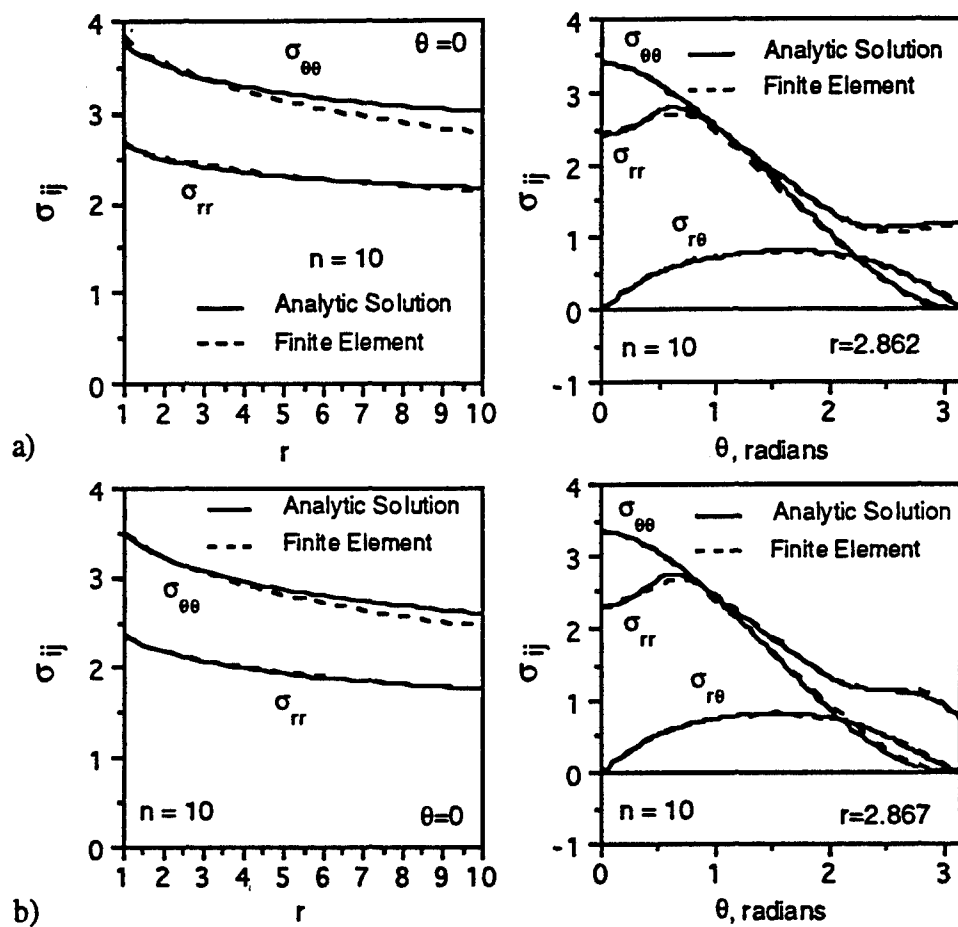 4
3
2
1
0
σij
σθθ
θ =0
σrr
n = 10
Analytic Solution
Finite Element
1 2 3 4 5 6 7 8 9 10
r
4
3
2
1
0
-1
σij
σθθ
Analytic Solution
Finite Element
σrr
σrθ
n = 10
r=2.862
0 1 2 3
θ, radians
a)
4
3
2
1
0
σij
Analytic Solution
Finite Element
σθθ
σrr
n = 10
θ=0
1 2 3 4 5 6 7 8 9 10
r
4
3
2
1
0
-1
σij
σθθ
Analytic Solution
Finite Element
σrr
σrθ
n = 10
r=2.867
0 1 2 3
θ, radians
b)